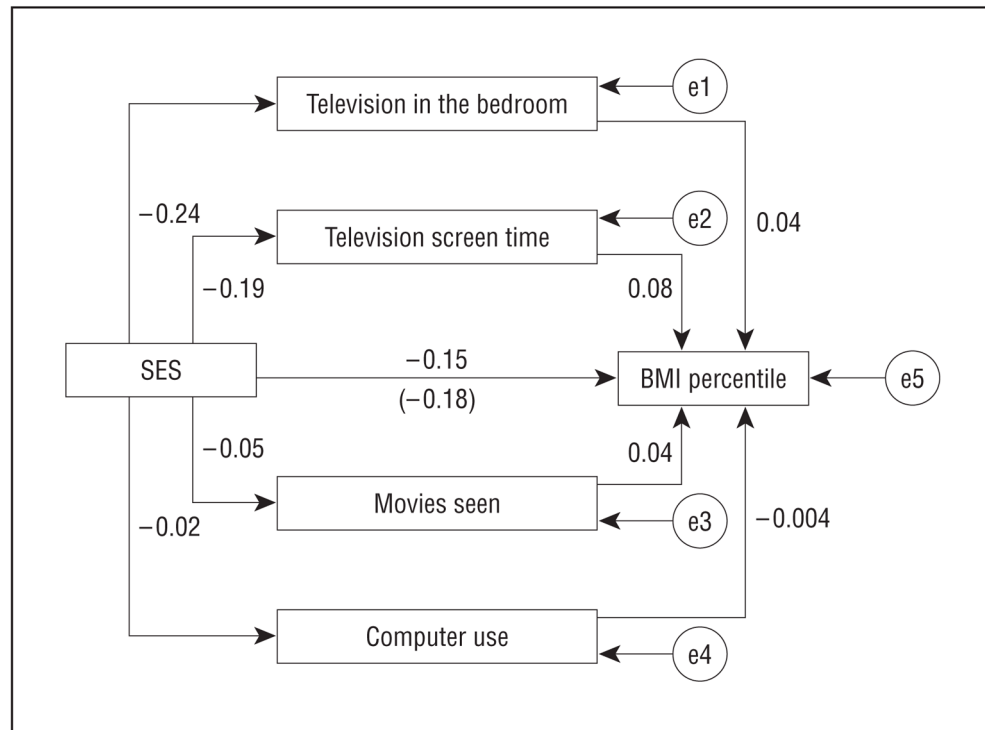 e1
Television in the bedroom
−0.24
e2
0.04
Television screen time
−0.19
0.08
SES
−0.15
(−0.18)
BMI percentile
e5
−0.05
0.04
Movies seen
−0.02
e3
−0.004
Computer use
e4